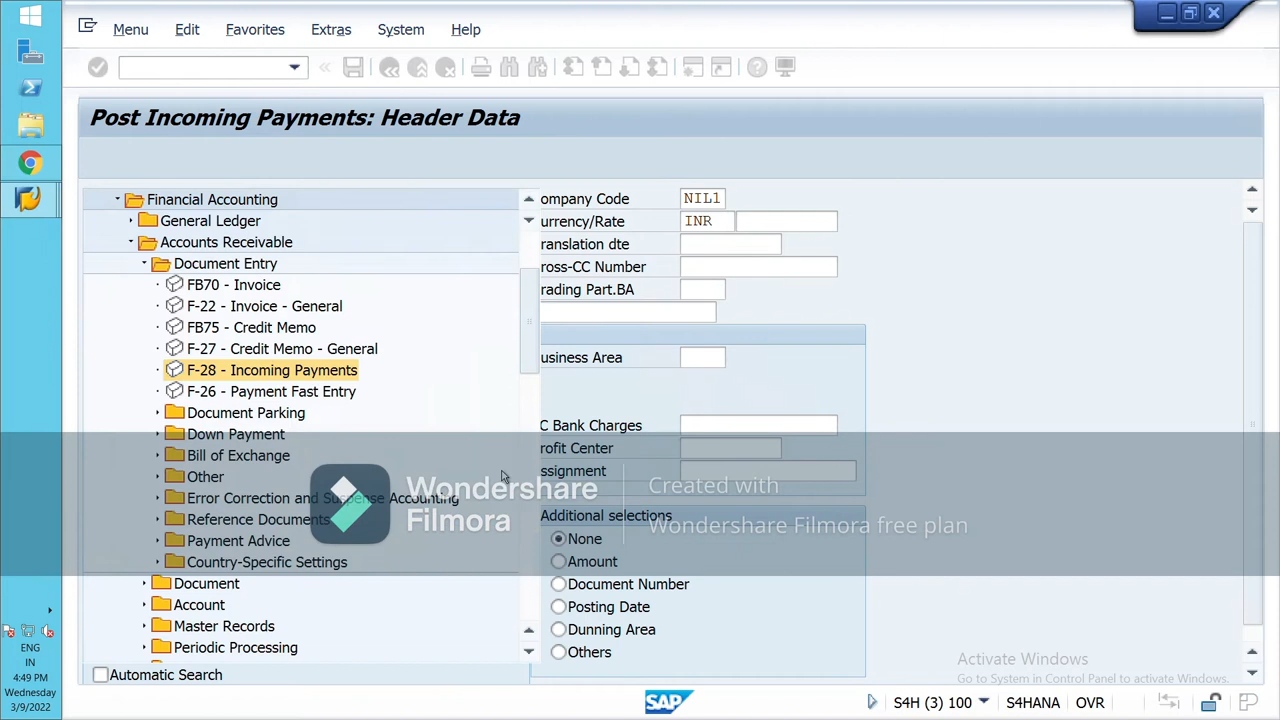 Menu Edit Favorites Extras System Help
Post Incoming Payments: Header Data
Financial Accounting
General Ledger
Accounts Receivable
Document Entry
FB70 - Invoice
F-22 - Invoice - General
FB75 - Credit Memo
F-27 - Credit Memo - General
F-28 - Incoming Payments
F-26 - Payment Fast Entry
Document Parking
Down Payment
Bill of Exchange
Other
Error Correction and Suspense Accounting
Reference Documents
Payment Advice
Country-Specific Settings
Document
Account
Master Records
Periodic Processing
Automatic Search
ompany Code NIL1
urrency/Rate INR
ranslation dte
ross-CC Number
rading Part.BA
usiness Area
C Bank Charges
rofit Center
ssignment
Additional selections
None
Amount
Document Number
Posting Date
Dunning Area
Others
Wondershare
Filmora
Created with
Wondershare Filmora free plan
Activate Windows
Go to System in Control Panel to activate Windows.
ENG
IN
4:49 PM
Wednesday
3/9/2022
SAP
S4H (3) 100 S4HANA OVR